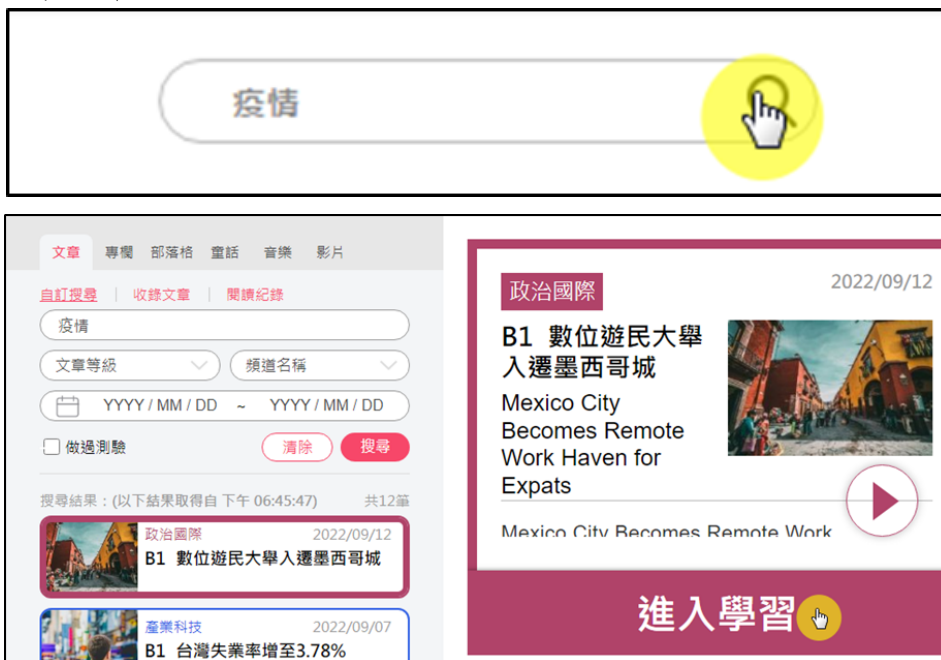 疫情
文章 專欄 部落格 童話 音樂 影片
自訂搜尋 | 收錄文章 | 閱讀紀錄
疫情
文章等級 頻道名稱
YYYY / MM / DD ~ YYYY / MM / DD
做過測驗 清除 搜尋
搜尋結果：(以下結果取得自 下午 06:45:47) 共12筆
政治國際 2022/09/12
B1 數位遊民大舉入遷墨西哥城
產業科技 2022/09/07
B1 台灣失業率增至3.78%
政治國際 2022/09/12
B1 數位遊民大舉
入遷墨西哥城
Mexico City
Becomes Remote
Work Haven for
Expats
Mexico City Becomes Remote Work
進入學習